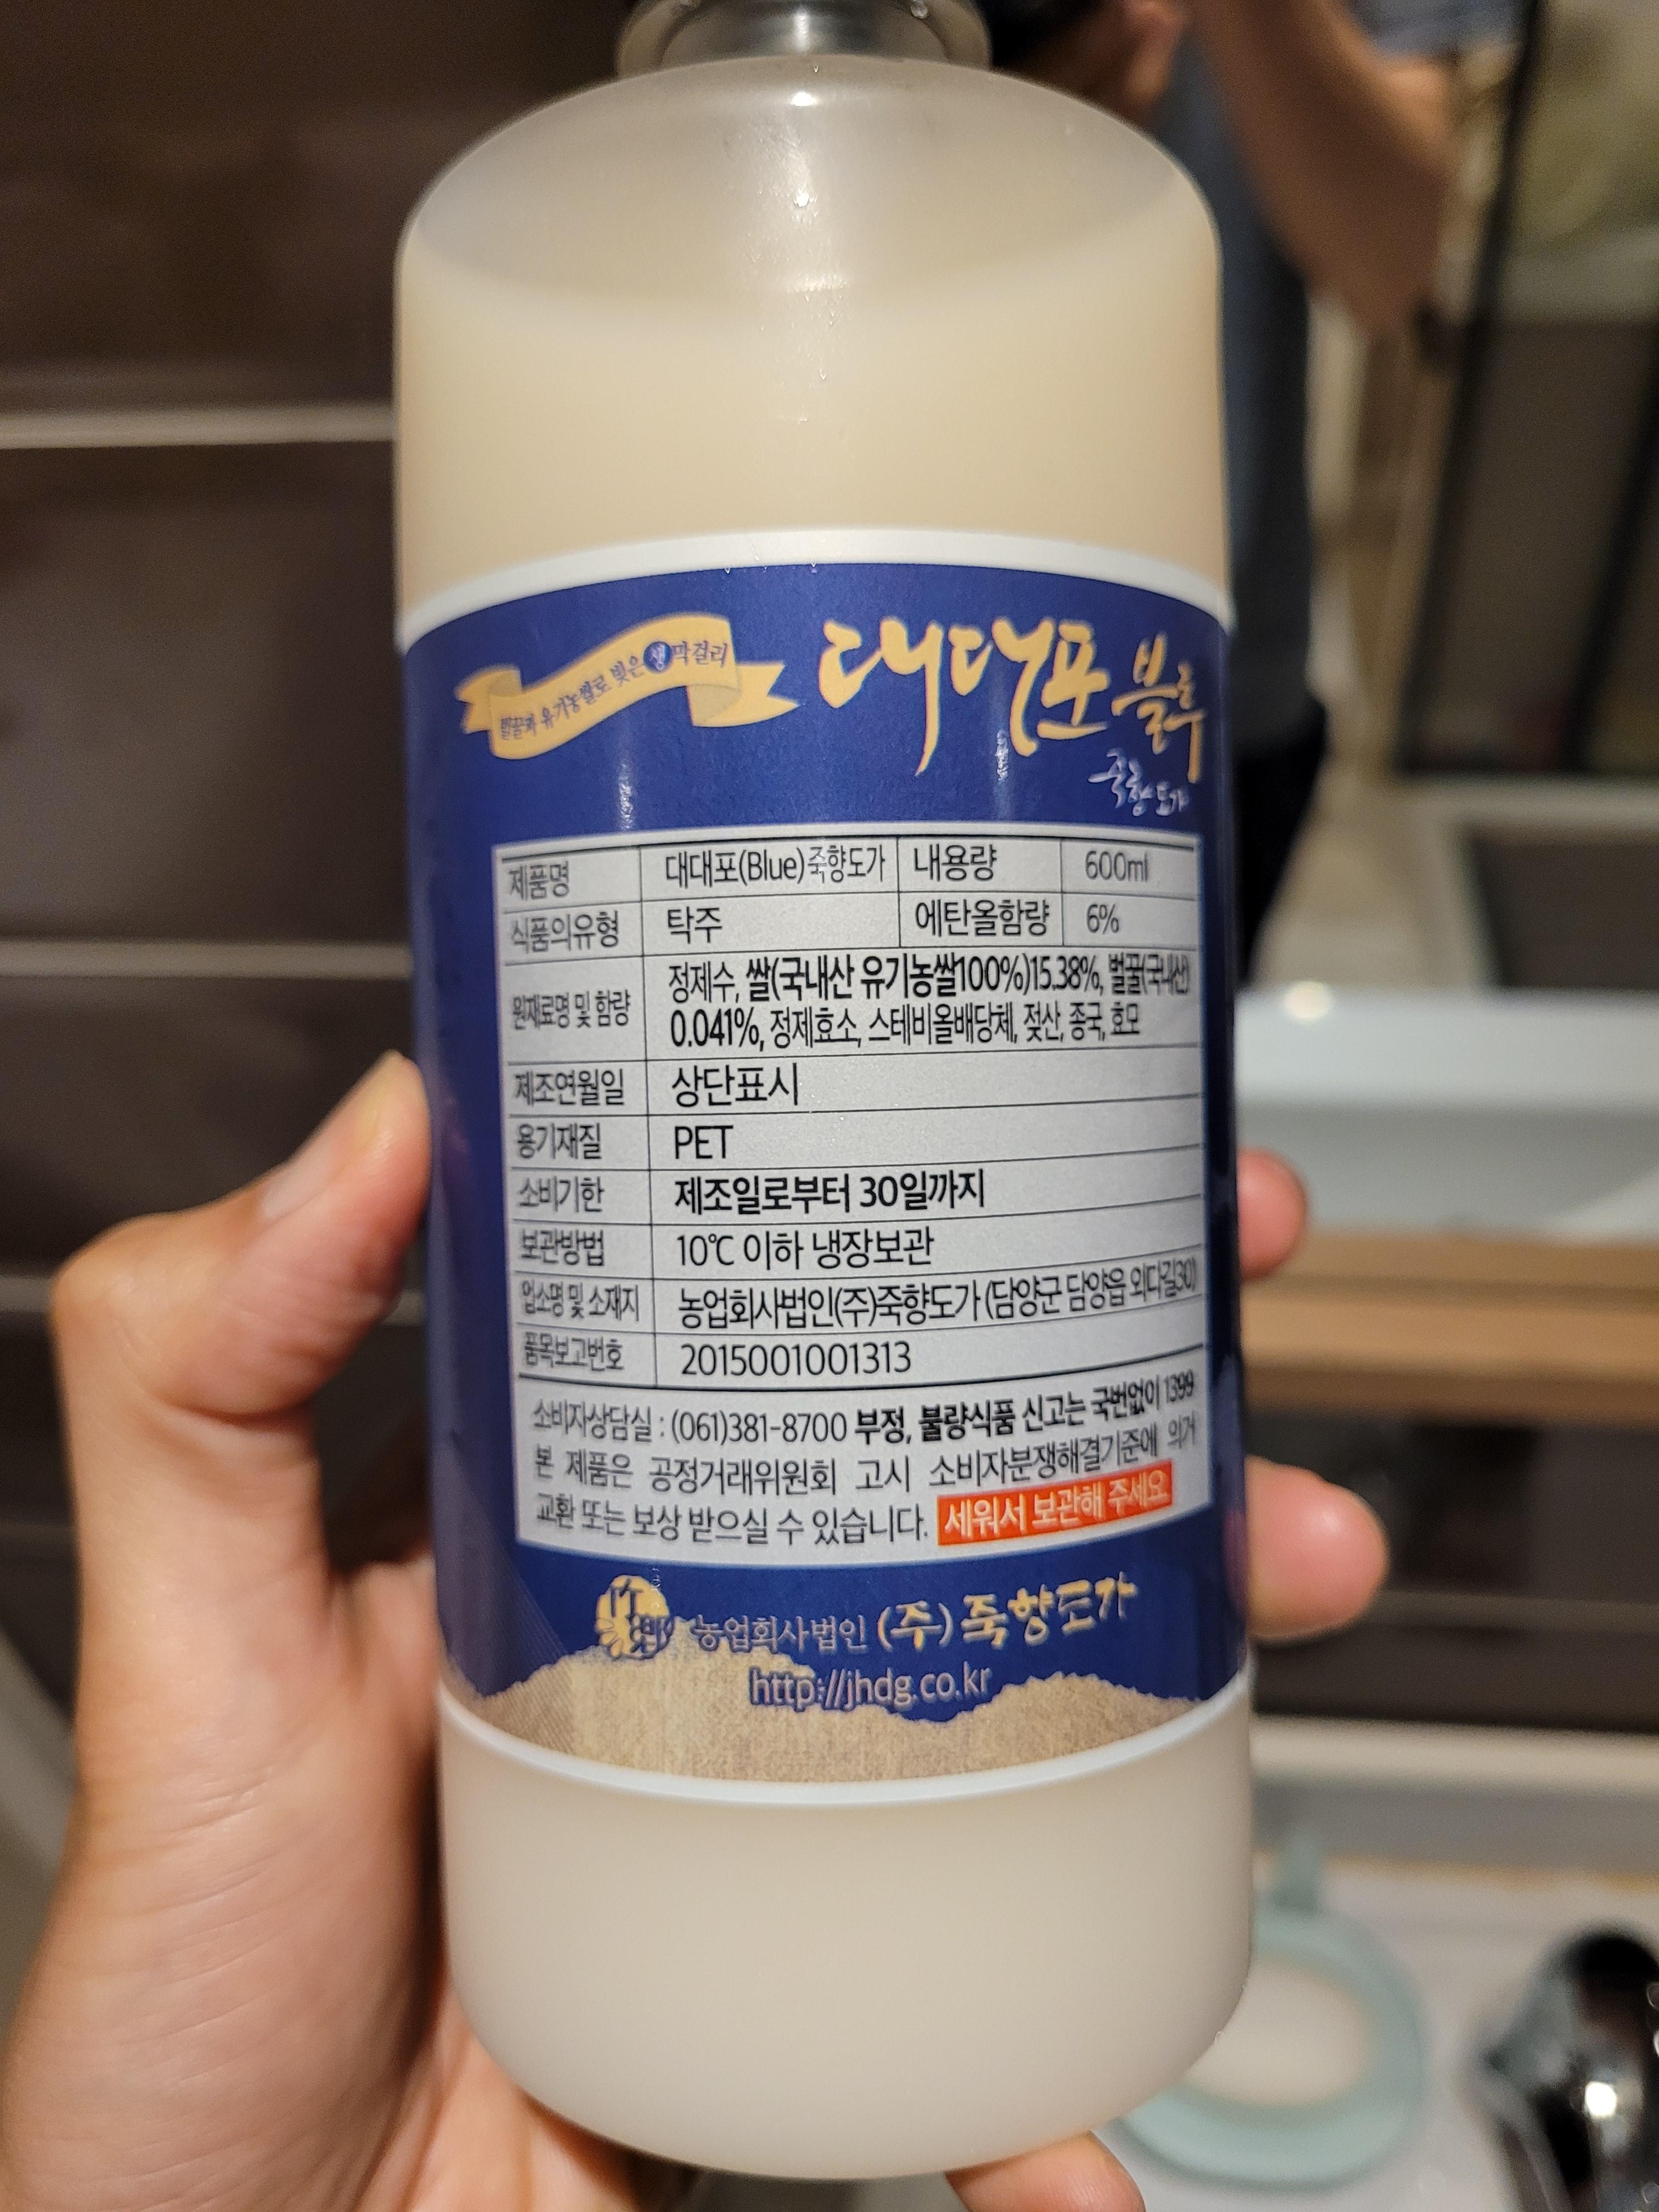 벌꿀과 유기농쌀로 빚은 생 막걸리
대대포 블루
죽향도가
제품명 대대포(Blue)죽향도가 내용량 600ml
식품의유형 탁주 에탄올함량 6%
원재료명 및 함량 정제수, 쌀(국내산 유기농쌀100%)15.38%, 벌꿀(국내산)
0.041%, 정제효소, 스테비올배당체, 젖산, 종국, 효모
제조연월일 상단표시
용기재질 PET
소비기한 제조일로부터 30일까지
보관방법 10℃ 이하 냉장보관
업소명 및 소재지 농업회사법인(주)죽향도가 (담양군 담양읍 외다길30)
품목보고번호 2015001001313
소비자상담실 : (061)381-8700 부정, 불량식품 신고는 국번없이 1399
본 제품은 공정거래위원회 고시 소비자분쟁해결기준에 의거
교환 또는 보상 받으실 수 있습니다. 세워서 보관해 주세요
농업회사법인 (주) 죽향도가
http://jhdg.co.kr